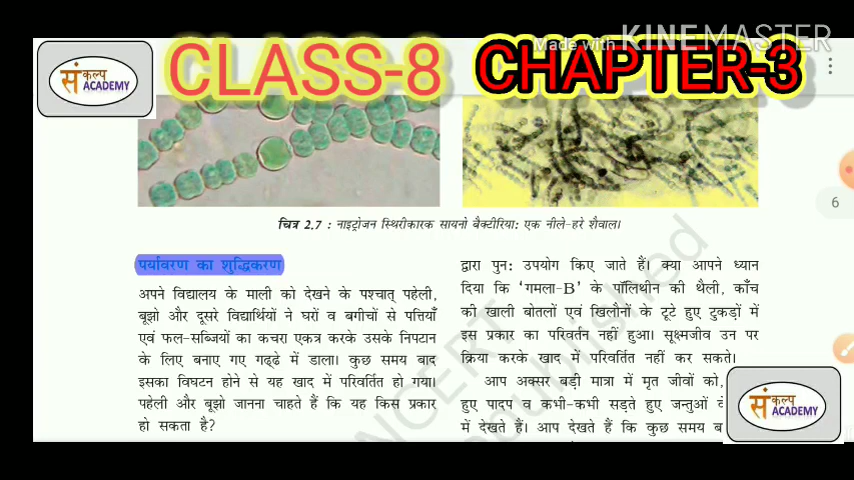 Made with KINEMASTER
संकल्प ACADEMY
CLASS-8 CHAPTER-3
6
चित्र 2.7 : नाइट्रोजन स्थिरीकारक सायनो बैक्टीरिया: एक नीले-हरे शैवाल।
पर्यावरण का शुद्धिकरण
अपने विद्यालय के माली को देखने के पश्चात् पहेली,
बूझो और दूसरे विद्यार्थियों ने घरों व बगीचों से पत्तियाँ
एवं फल-सब्जियों का कचरा एकत्र करके उसके निपटान
के लिए बनाए गए गड्ढे में डाला। कुछ समय बाद
इसका विघटन होने से यह खाद में परिवर्तित हो गया।
पहेली और बूझो जानना चाहते हैं कि यह किस प्रकार
हो सकता है?
द्वारा पुन: उपयोग किए जाते हैं। क्या आपने ध्यान
दिया कि ‘गमला-B’ के पॉलिथीन की थैली, काँच
की खाली बोतलों एवं खिलौनों के टूटे हुए टुकड़ों में
इस प्रकार का परिवर्तन नहीं हुआ। सूक्ष्मजीव उन पर
क्रिया करके खाद में परिवर्तित नहीं कर सकते।
आप अक्सर बड़ी मात्रा में मृत जीवों को,
हुए पादप व कभी-कभी सड़ते हुए जन्तुओं
में देखते हैं। आप देखते हैं कि कुछ समय
NCERT
republished
संकल्प ACADEMY